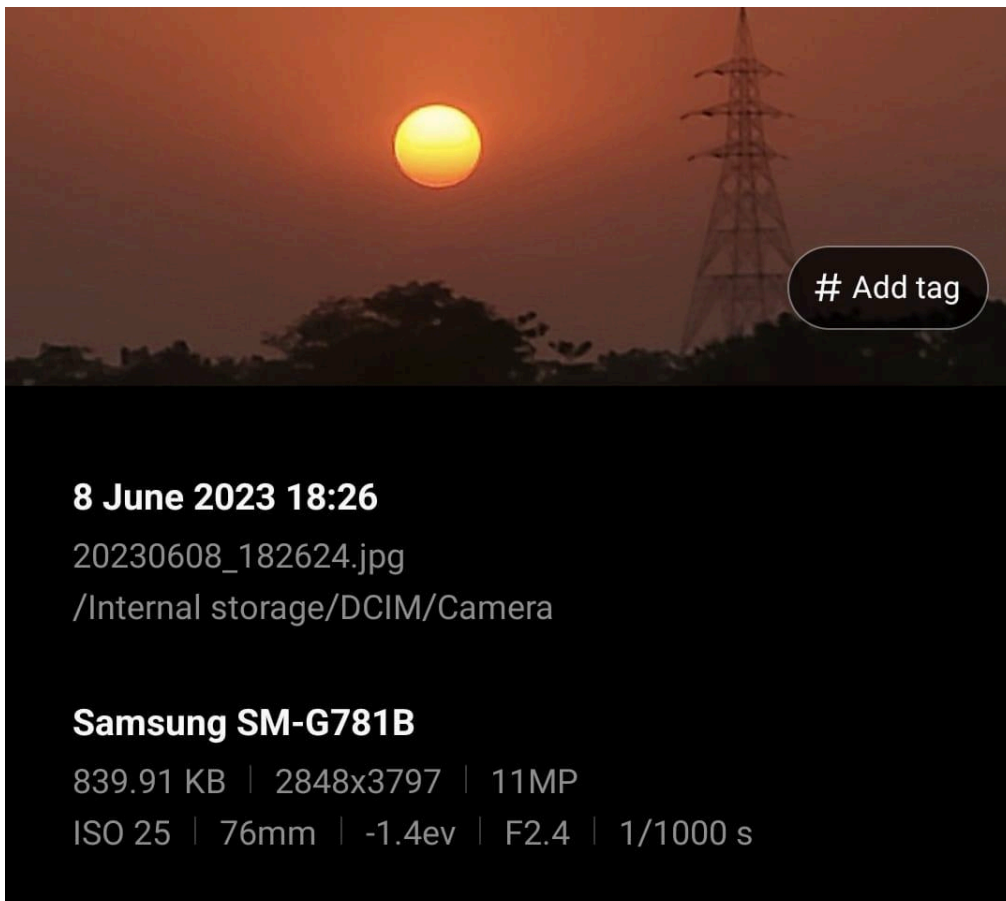 # Add tag
8 June 2023 18:26
20230608_182624.jpg
/Internal storage/DCIM/Camera
Samsung SM-G781B
839.91 KB | 2848x3797 | 11MP
ISO 25 | 76mm | -1.4ev | F2.4 | 1/1000 s